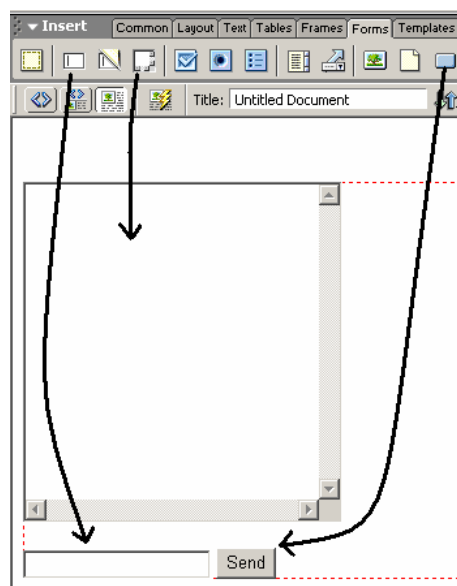 Insert Common Layout Text Tables Frames Forms Templates
Title: Untitled Document
Send